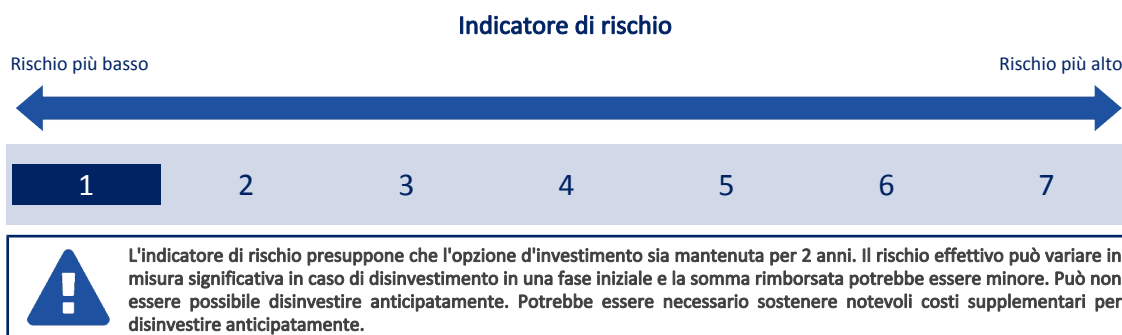 Indicatore di rischio
Rischio più basso
Rischio più alto
1 2 3 4 5 6 7
L'indicatore di rischio presuppone che l'opzione d'investimento sia mantenuta per 2 anni. Il rischio effettivo può variare in
misura significativa in caso di disinvestimento in una fase iniziale e la somma rimborsata potrebbe essere minore. Può non
essere possibile disinvestire anticipatamente. Potrebbe essere necessario sostenere notevoli costi supplementari per
disinvestire anticipatamente.